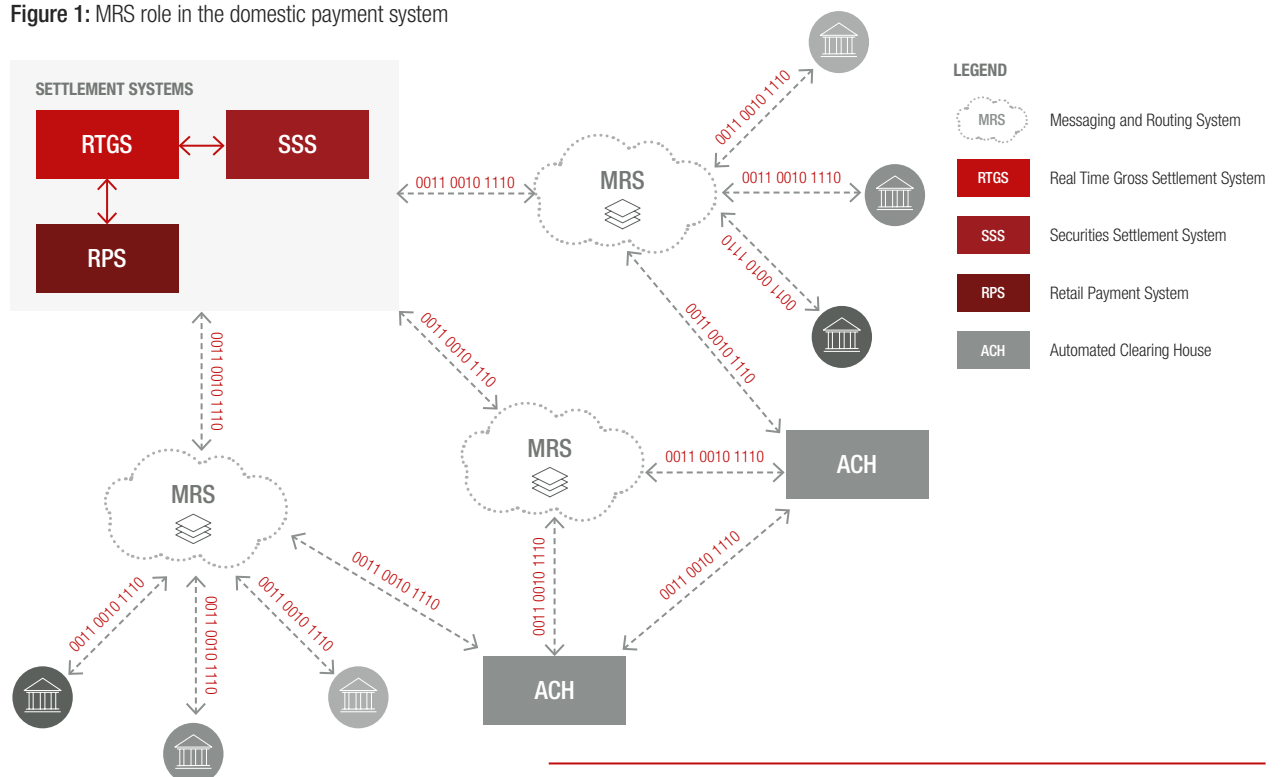 Figure 1: MRS role in the domestic payment system
SETTLEMENT SYSTEMS
RTGS
SSS
RPS
0011 0010 1110
MRS
0011 0010 1110
0011 0010 1110
0011 0010 1110
LEGEND
MRS
Messaging and Routing System
RTGS
Real Time Gross Settlement System
SSS
Securities Settlement System
RPS
Retail Payment System
ACH
Automated Clearing House
0011 0010 1110
0011 0010 1110
0011 0010 1110
MRS
0011 0010 1110
ACH
MRS
0011 0010 1110
0011 0010 1110
0011 0010 1110
0011 0010 1110
0011 0010 1110
0011 0010 1110
ACH